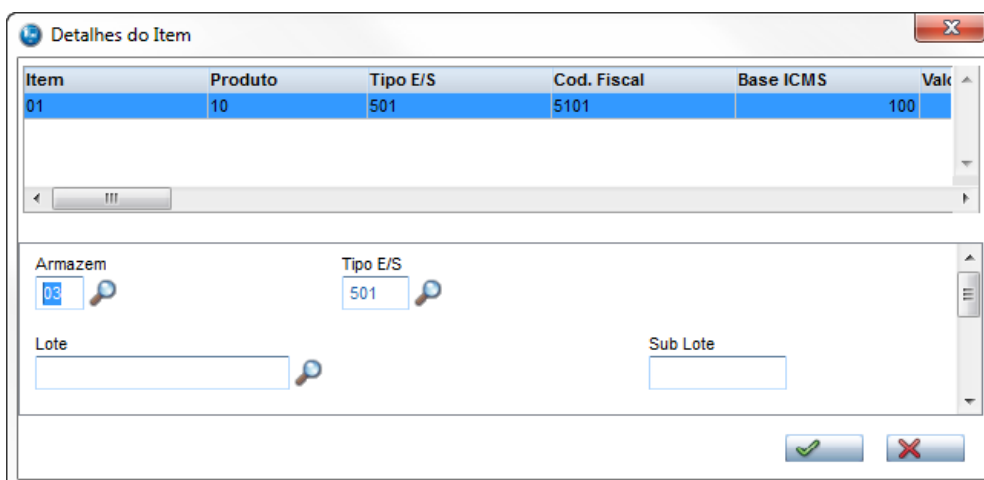 Detalhes do Item
Item Produto Tipo E/S Cod. Fiscal Base ICMS Valo
01 10 501 5101 100
Armazem Tipo E/S
03 501
Lote Sub Lote